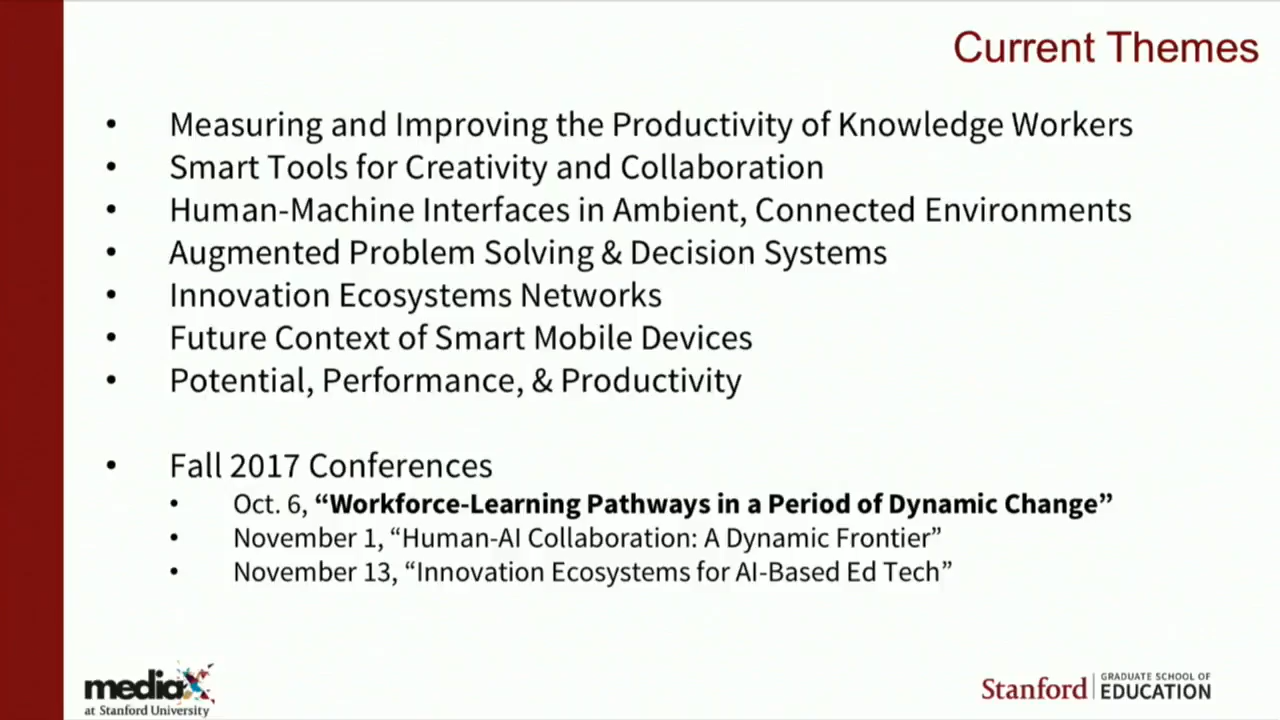 Current Themes
• Measuring and Improving the Productivity of Knowledge Workers
• Smart Tools for Creativity and Collaboration
• Human-Machine Interfaces in Ambient, Connected Environments
• Augmented Problem Solving & Decision Systems
• Innovation Ecosystems Networks
• Future Context of Smart Mobile Devices
• Potential, Performance, & Productivity
• Fall 2017 Conferences
• Oct. 6, “Workforce-Learning Pathways in a Period of Dynamic Change”
• November 1, “Human-AI Collaboration: A Dynamic Frontier”
• November 13, “Innovation Ecosystems for AI-Based Ed Tech”
mediaX
at Stanford University
Stanford
GRADUATE SCHOOL OF
EDUCATION